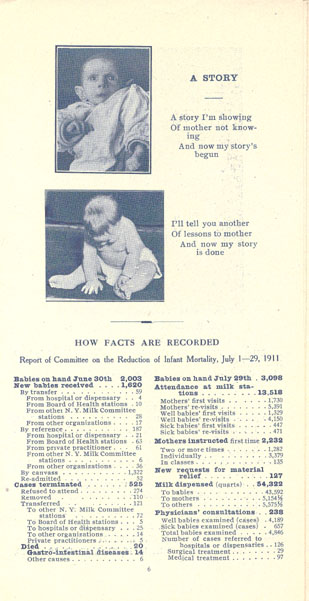 A STORY
A story I'm showing
Of mother not know-
ing
And now my story's
begun
I'll tell you another
Of lessons to mother
And now my story
is done
HOW FACTS ARE RECORDED
Report of Committee on the Reduction of Infant Mortality, July 1—29, 1911
Babies on hand June 30th 2,003
New babies received . . . . 1,620
By transfer . . . . . . . . . . 59
From hospital or dispensary . . 4
From Board of Health stations . 10
From other N. Y. Milk Committee
stations . . . . . . . . . . 28
From other organizations . . . 17
By reference . . . . . . . . . 187
From hospital or dispensary . . 21
From Board of Health stations . 63
From private practitioner . . . 61
From other N. Y. Milk Committee
stations . . . . . . . . . . 6
From other organizations . . . 36
By canvass . . . . . . . . . 1,322
Re-admitted . . . . . . . . . 52
Cases terminated . . . . . 525
Refused to attend . . . . . . . 274
Removed . . . . . . . . . . . 110
Transferred . . . . . . . . . . 121
To other N. Y. Milk Committee
stations . . . . . . . . . . 72
To Board of Health stations . . 5
To hospitals or dispensary . . 25
To other organizations . . . . 14
Private practitioners . . . . . 5
Died . . . . . . . . . . . . 20
Gastro-intestinal diseases . 14
Other causes . . . . . . . . . 6
Babies on hand July 29th . 3,098
Attendance at milk sta-
tions . . . . . . . . . . 13,518
Mothers' first visits . . . . . 1,730
Mothers' re-visits . . . . . . 5,391
Well babies' first visits . . . 1,329
Well babies' re-visits . . . . 4,150
Sick babies' first visits . . . 447
Sick babies' re-visits . . . . 471
Mothers instructed first time 2,232
Two or more times . . . . . . 1,282
Individually . . . . . . . . . 3,379
In classes . . . . . . . . . . 135
New requests for material
relief . . . . . . . . . . . 127
Milk dispensed (quarts) . . 54,322
To babies . . . . . . . . . 43,592
To mothers . . . . . . . . .
To others . . . . . . . . .
Physicians' consultations . . 238
Well babies examined (cases) . 4,189
Sick babies examined (cases) . 657
Total babies examined . . . . 4,846
Number of cases referred to
hospitals or dispensaries . . 126
Surgical treatment . . . . . . 29
Medical treatment . . . . . . 97
6